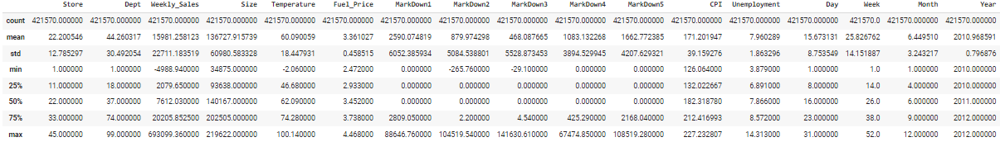 Store Dept Weekly_Sales Size Temperature Fuel_Price MarkDown1 MarkDown2 MarkDown3 MarkDown4 MarkDown5 CPI Unemployment Day Week Month Year
count 421570.000000 421570.000000 421570.000000 421570.000000 421570.000000 421570.000000 421570.000000 421570.000000 421570.000000 421570.000000 421570.000000 421570.000000 421570.000000 421570.000000 421570.0 421570.000000 421570.000000
mean 22.200546 44.260317 15981.258123 136727.915739 60.090059 3.361027 2590.074819 879.974298 468.087665 1083.132268 1662.772385 171.201947 7.960289 15.673131 25.826762 6.449510 2010.968591
std 12.785297 30.492054 22711.183519 60980.583328 18.447931 0.458515 6052.385934 5084.538801 5528.873453 3894.529945 4207.629321 39.159276 1.863296 8.753549 14.151887 3.243217 0.796876
min 1.000000 1.000000 -4988.940000 34875.000000 -2.060000 2.472000 0.000000 -265.760000 -29.100000 0.000000 0.000000 126.064000 3.879000 1.000000 1.0 1.000000 2010.000000
25% 11.000000 18.000000 2079.650000 93638.000000 46.680000 2.933000 0.000000 0.000000 0.000000 0.000000 0.000000 132.022667 6.891000 8.000000 14.0 4.000000 2010.000000
50% 22.000000 37.000000 7612.030000 140167.000000 62.090000 3.452000 0.000000 0.000000 0.000000 0.000000 0.000000 182.318780 7.866000 16.000000 26.0 6.000000 2011.000000
75% 33.000000 74.000000 20205.852500 202505.000000 74.280000 3.738000 2809.050000 2.200000 4.540000 425.290000 2168.040000 212.416993 8.572000 23.000000 38.0 9.000000 2012.000000
max 45.000000 99.000000 693099.360000 219622.000000 100.140000 4.468000 88646.760000 104519.540000 141630.610000 67474.850000 108519.280000 227.232807 14.313000 31.000000 52.0 12.000000 2012.000000